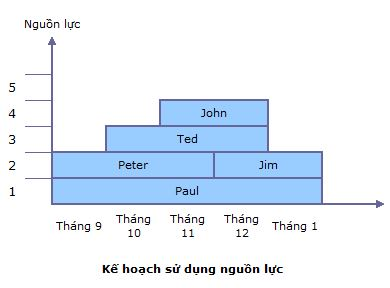 Nguồn lực
5
4
John
3
Ted
2
Peter
Jim
1
Paul
Tháng 9
Tháng
10
Tháng
11
Tháng
12
Tháng 1
Kế hoạch sử dụng nguồn lực